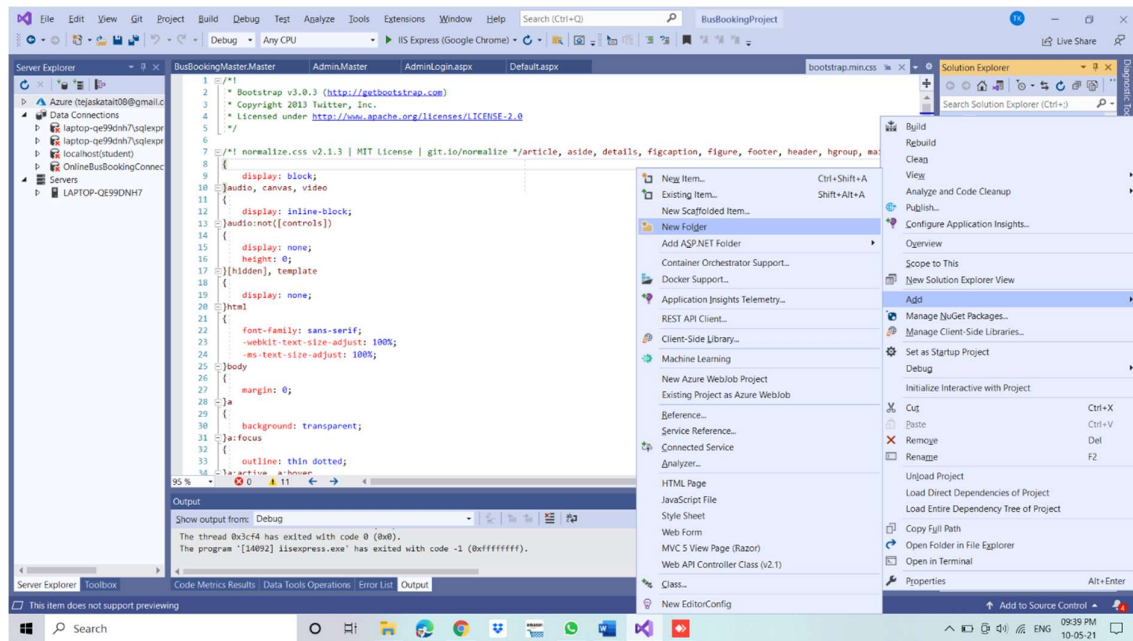 File Edit View Git Project Build Debug Test Analyze Tools Extensions Window Help Search (Ctrl+Q) BusBookingProject TK
Debug Any CPU IIS Express (Google Chrome) Live Share
Server Explorer
Azure (tejaskatait08@gmail.c
Data Connections
laptop-qe99dnh7\sqlexpr
laptop-qe99dnh7\sqlexpr
localhost(student)
OnlineBusBookingConnec
Servers
LAPTOP-QE99DNH7
Server Explorer Toolbox
BusBookingMaster.Master Admin.Master AdminLogin.aspx Default.aspx bootstrap.min.css
1 /*!
2 * Bootstrap v3.0.3 (http://getbootstrap.com)
3 * Copyright 2013 Twitter, Inc.
4 * Licensed under http://www.apache.org/licenses/LICENSE-2.0
5 */
6
7 /*! normalize.css v2.1.3 | MIT License | git.io/normalize */article, aside, details, figcaption, figure, footer, header, hgroup, mai
8 {
9 display: block;
10 }audio, canvas, video
11 {
12 display: inline-block;
13 }audio:not([controls])
14 {
15 display: none;
16 height: 0;
17 }[hidden], template
18 {
19 display: none;
20 }html
21 {
22 font-family: sans-serif;
23 -webkit-text-size-adjust: 100%;
24 -ms-text-size-adjust: 100%;
25 }body
26 {
27 margin: 0;
28 }a
29 {
30 background: transparent;
31 }a:focus
32 {
33 outline: thin dotted;
34 }a:active, a:hover
95 % 0 11
Output
Show output from: Debug
The thread 0x3cf4 has exited with code 0 (0x0).
The program '[14092] iisexpress.exe' has exited with code -1 (0xffffffff).
Code Metrics Results Data Tools Operations Error List Output
New Item... Ctrl+Shift+A
Existing Item... Shift+Alt+A
New Scaffolded Item...
New Folder
Add ASP.NET Folder
Container Orchestrator Support...
Docker Support...
Application Insights Telemetry...
REST API Client...
Client-Side Library...
Machine Learning
New Azure WebJob Project
Existing Project as Azure WebJob
Reference...
Service Reference...
Connected Service
Analyzer...
HTML Page
JavaScript File
Style Sheet
Web Form
MVC 5 View Page (Razor)
Web API Controller Class (v2.1)
Class...
New EditorConfig
Solution Explorer
Search Solution Explorer (Ctrl+;)
Diagnostic Too
Build
Rebuild
Clean
View
Analyze and Code Cleanup
Publish...
Configure Application Insights...
Overview
Scope to This
New Solution Explorer View
Add
Manage NuGet Packages...
Manage Client-Side Libraries...
Set as Startup Project
Debug
Initialize Interactive with Project
Cut Ctrl+X
Paste Ctrl+V
Remove Del
Rename F2
Unload Project
Load Direct Dependencies of Project
Load Entire Dependency Tree of Project
Copy Full Path
Open Folder in File Explorer
Open in Terminal
Properties Alt+Enter
This item does not support previewing Add to Source Control 4
Search ENG 09:39 PM
10-05-21